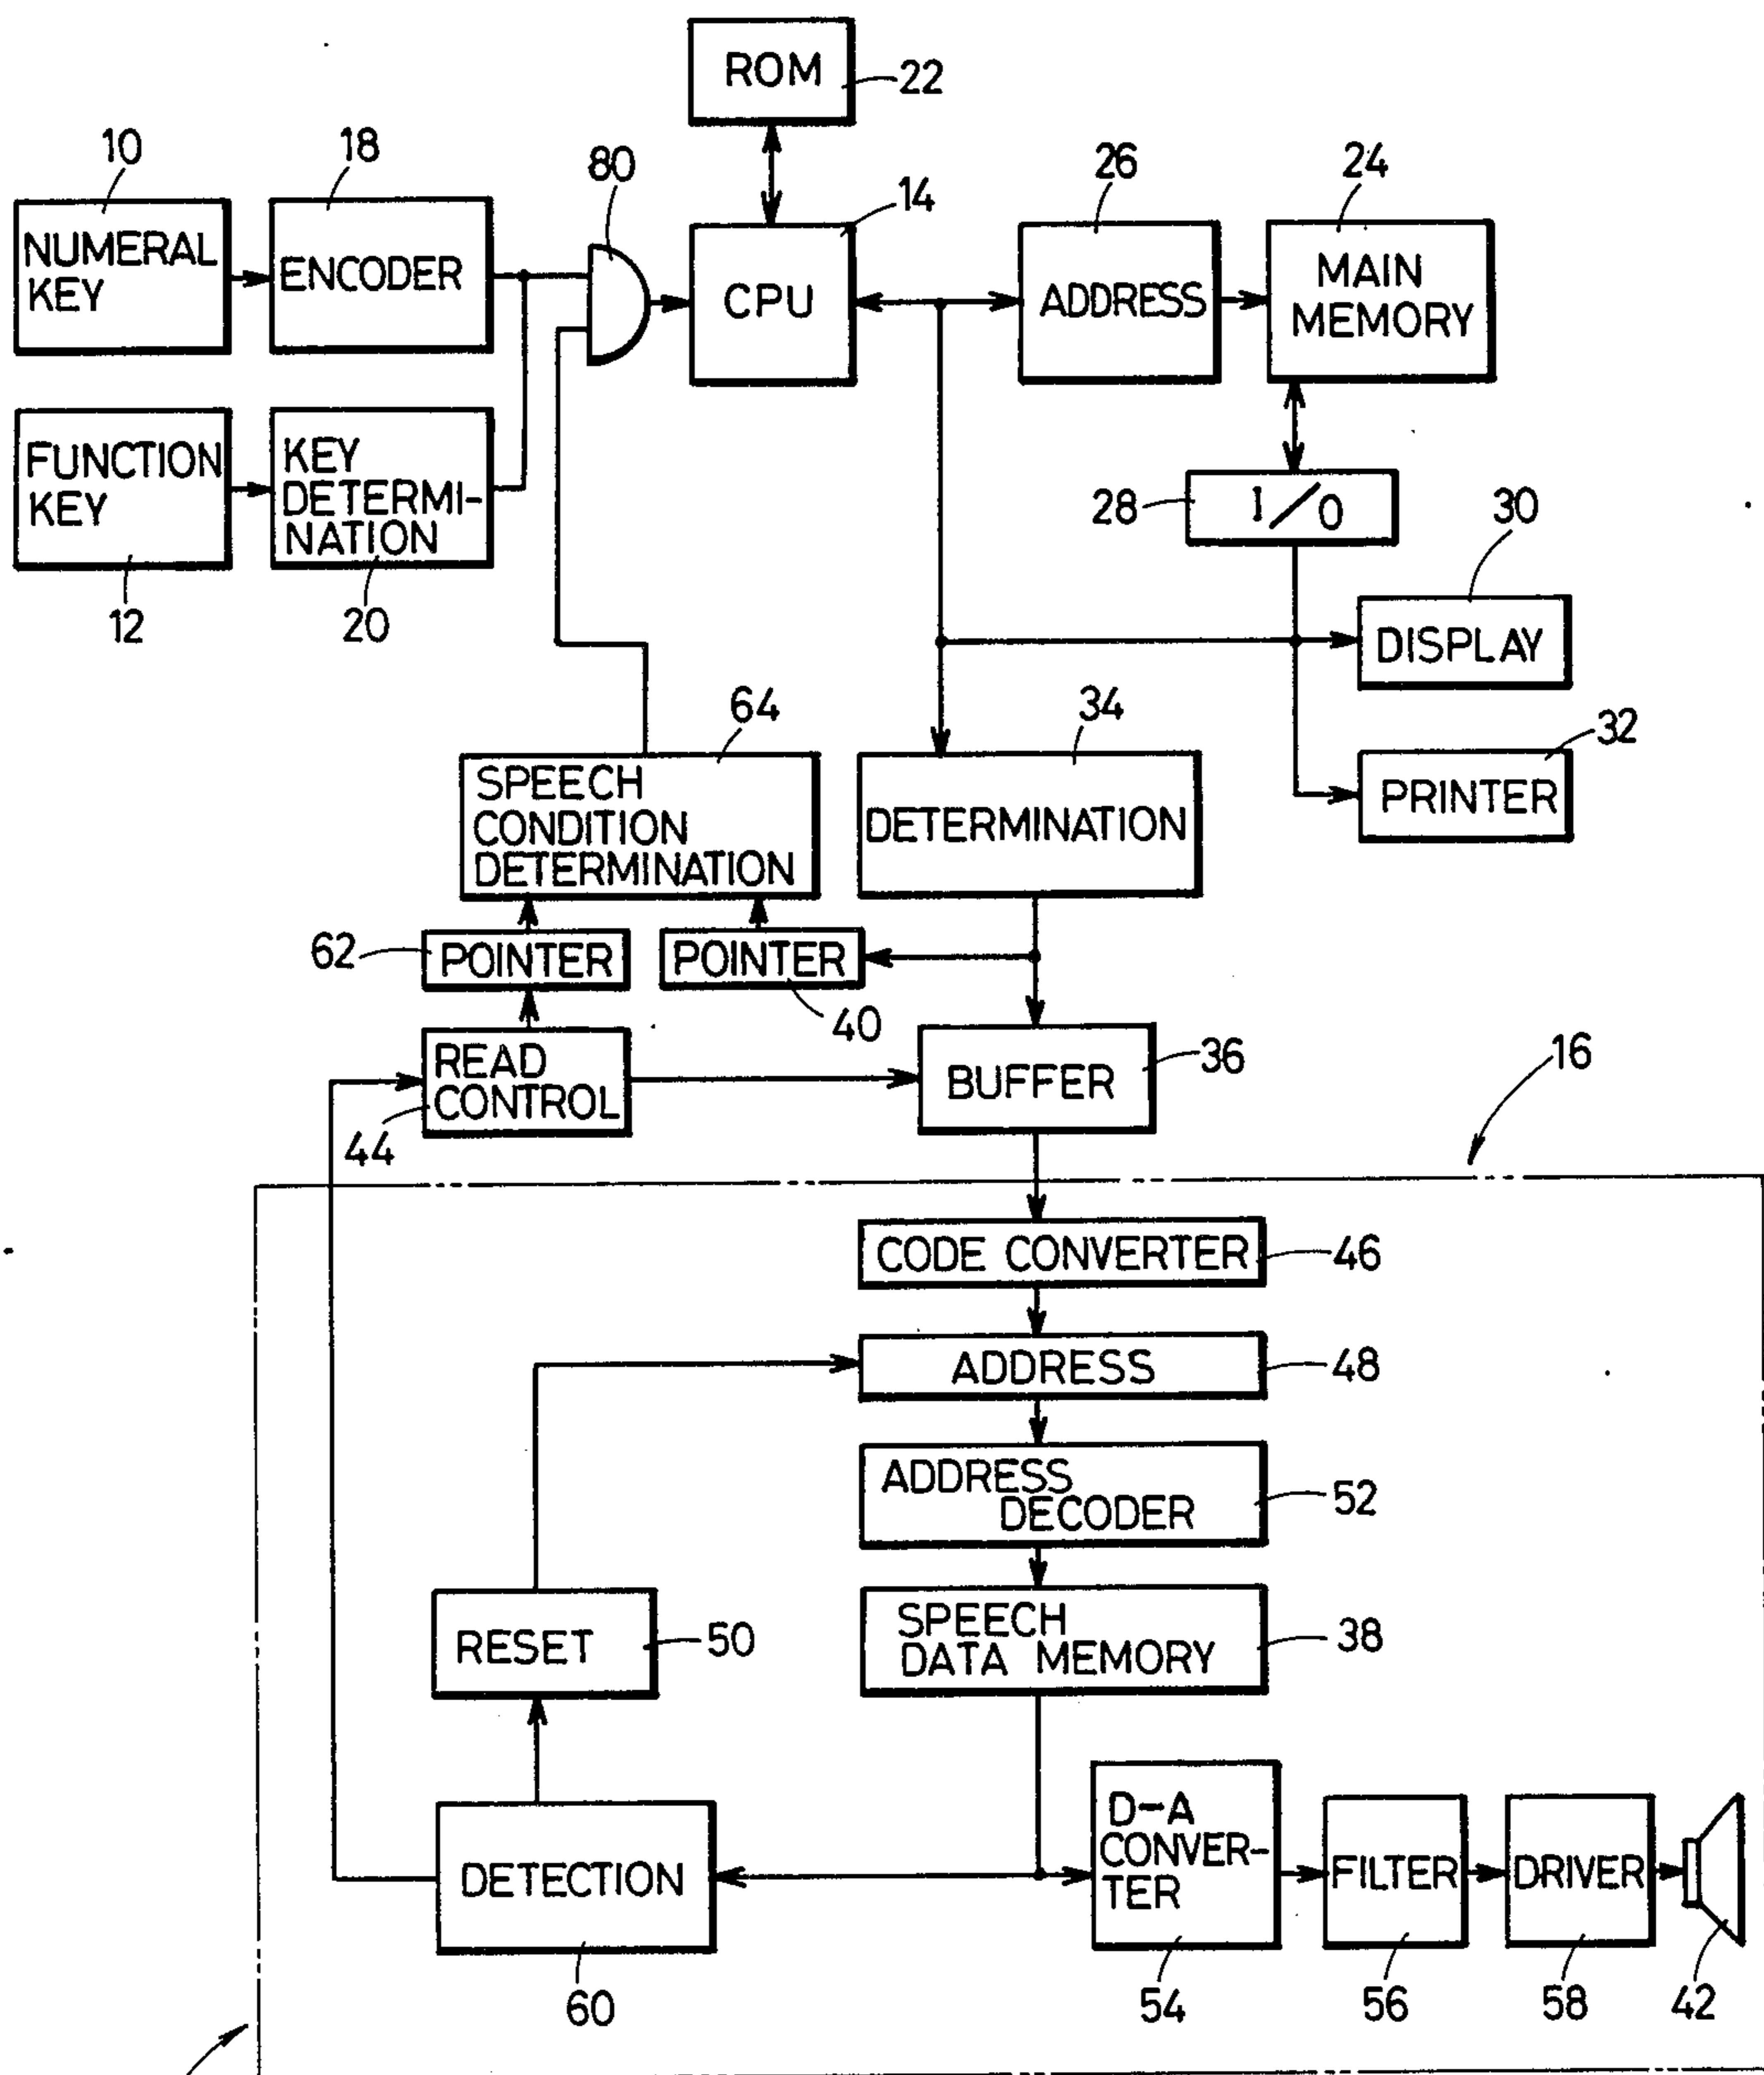 ROM
22
10
18
80
14
26
24
NUMERAL
KEY
ENCODER
CPU
ADDRESS
MAIN
MEMORY
FUNCTION
KEY
KEY
DETERMI-
NATION
12
20
28
I/O
30
DISPLAY
64
34
32
SPEECH
CONDITION
DETERMINATION
DETERMINATION
PRINTER
62
POINTER
POINTER
40
READ
CONTROL
44
BUFFER
36
16
CODE CONVERTER
46
ADDRESS
48
ADDRESS
DECODER
52
RESET
50
SPEECH
DATA MEMORY
38
DETECTION
60
D-A
CONVER-
TER
FILTER
DRIVER
54
56
58
42